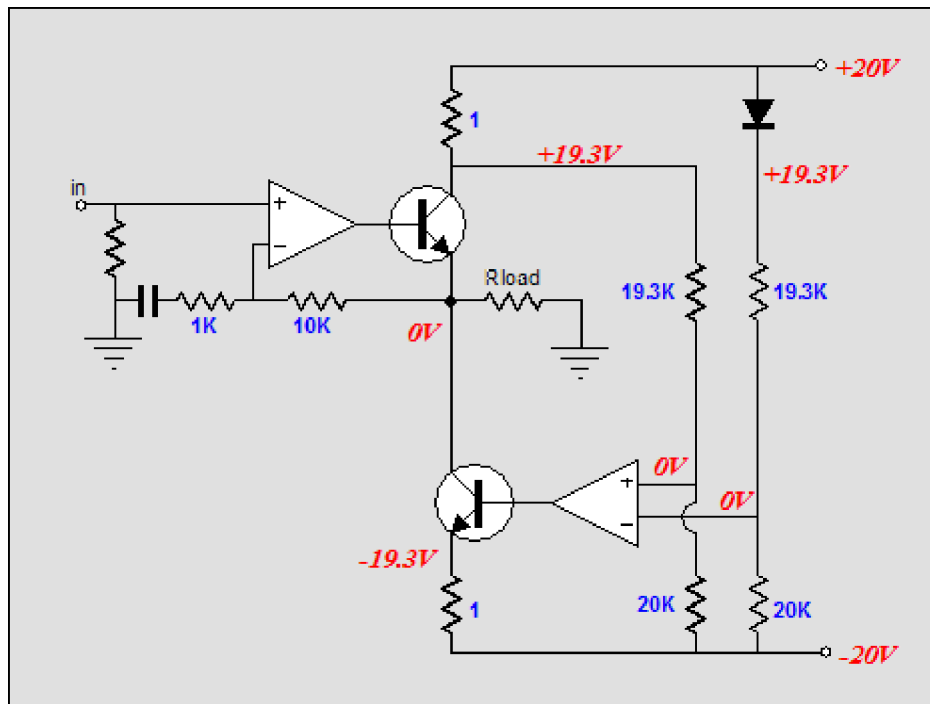 +20V
1
+19.3V
+19.3V
in
+
−
Rload
19.3K
19.3K
1K
10K
0V
0V
+
0V
−
-19.3V
1
20K
20K
-20V